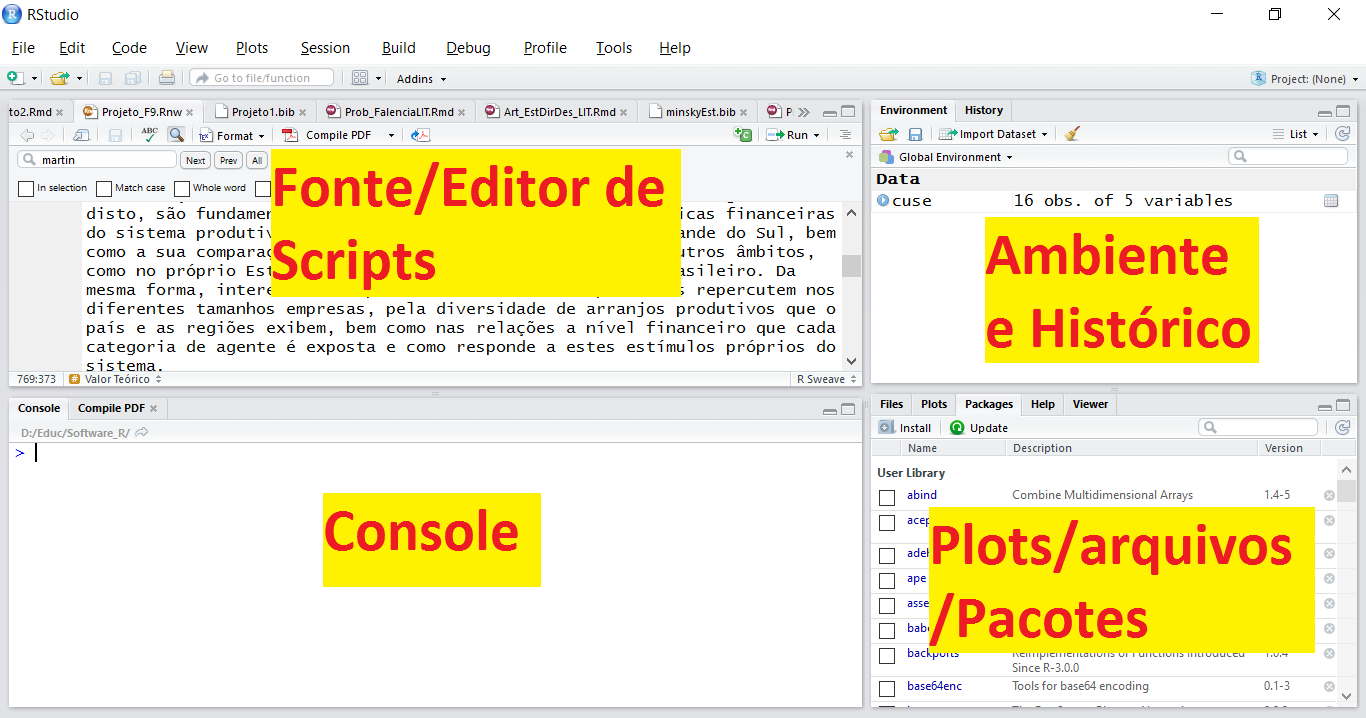 RStudio
File Edit Code View Plots Session Build Debug Profile Tools Help
Go to file/function Addins Project: (None)
to2.Rmd Projeto_F9.Rnw Projeto1.bib Prob_FalenciaLIT.Rmd Art_EstDirDes_LIT.Rmd minskyEst.bib P
ABC Format Compile PDF Run
martin Next Prev All
In selection Match case Whole word
Fonte/Editor de
Scripts
disto, são fundamen icas financeiras
do sistema produtiv nde do Sul, bem
como a sua comparaç utros âmbitos,
como no próprio Est asileiro. Da
mesma forma, intere s repercutem nos
diferentes tamanhos empresas, pela diversidade de arranjos produtivos que o
país e as regiões exibem, bem como nas relações a nível financeiro que cada
categoria de agente é exposta e como responde a estes estímulos próprios do
sistema.
769:373 # Valor Teórico R Sweave
Console Compile PDF
D:/Educ/Software_R/
>
Console
Environment History
Import Dataset List
Global Environment
Data
cuse 16 obs. of 5 variables
Ambiente
e Histórico
Files Plots Packages Help Viewer
Install Update
Name Description Version
User Library
abind Combine Multidimensional Arrays 1.4-5
acep
adeh
ape
asse
babe
Plots/arquivos
/Pacotes
backports Reimplementations of Functions Introduced Since R-3.0.0 1.0.4
base64enc Tools for base64 encoding 0.1-3